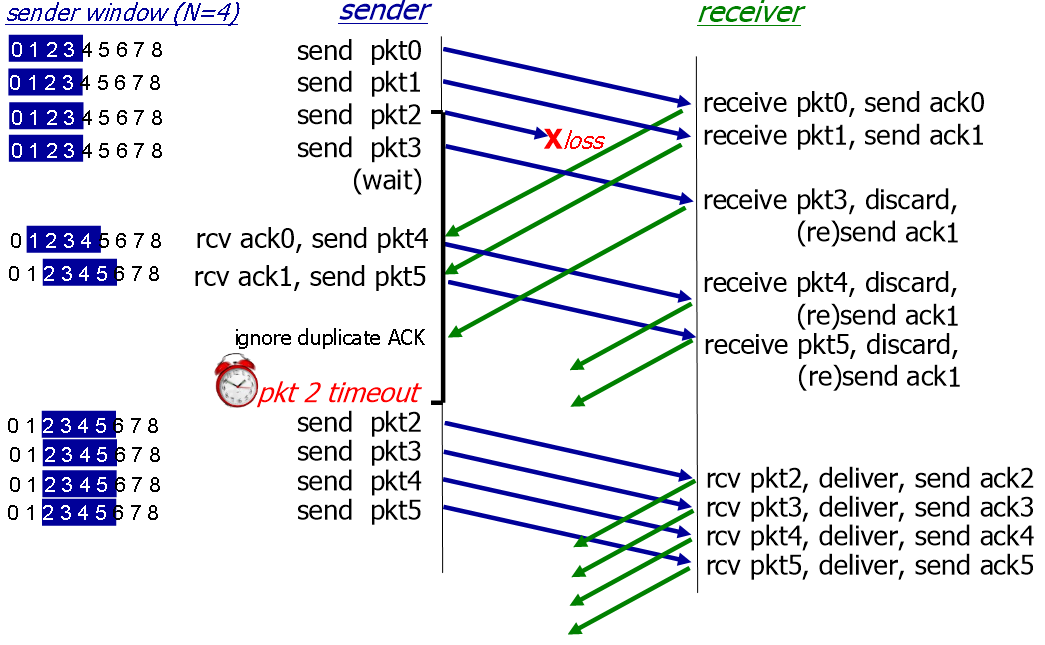 sender window (N=4)
sender
receiver
0 1 2 3 4 5 6 7 8
send pkt0
0 1 2 3 4 5 6 7 8
send pkt1
0 1 2 3 4 5 6 7 8
send pkt2
0 1 2 3 4 5 6 7 8
send pkt3
(wait)
X loss
receive pkt0, send ack0
receive pkt1, send ack1
receive pkt3, discard,
(re)send ack1
0 1 2 3 4 5 6 7 8
rcv ack0, send pkt4
0 1 2 3 4 5 6 7 8
rcv ack1, send pkt5
receive pkt4, discard,
(re)send ack1
receive pkt5, discard,
(re)send ack1
ignore duplicate ACK
pkt 2 timeout
0 1 2 3 4 5 6 7 8
send pkt2
0 1 2 3 4 5 6 7 8
send pkt3
0 1 2 3 4 5 6 7 8
send pkt4
0 1 2 3 4 5 6 7 8
send pkt5
rcv pkt2, deliver, send ack2
rcv pkt3, deliver, send ack3
rcv pkt4, deliver, send ack4
rcv pkt5, deliver, send ack5